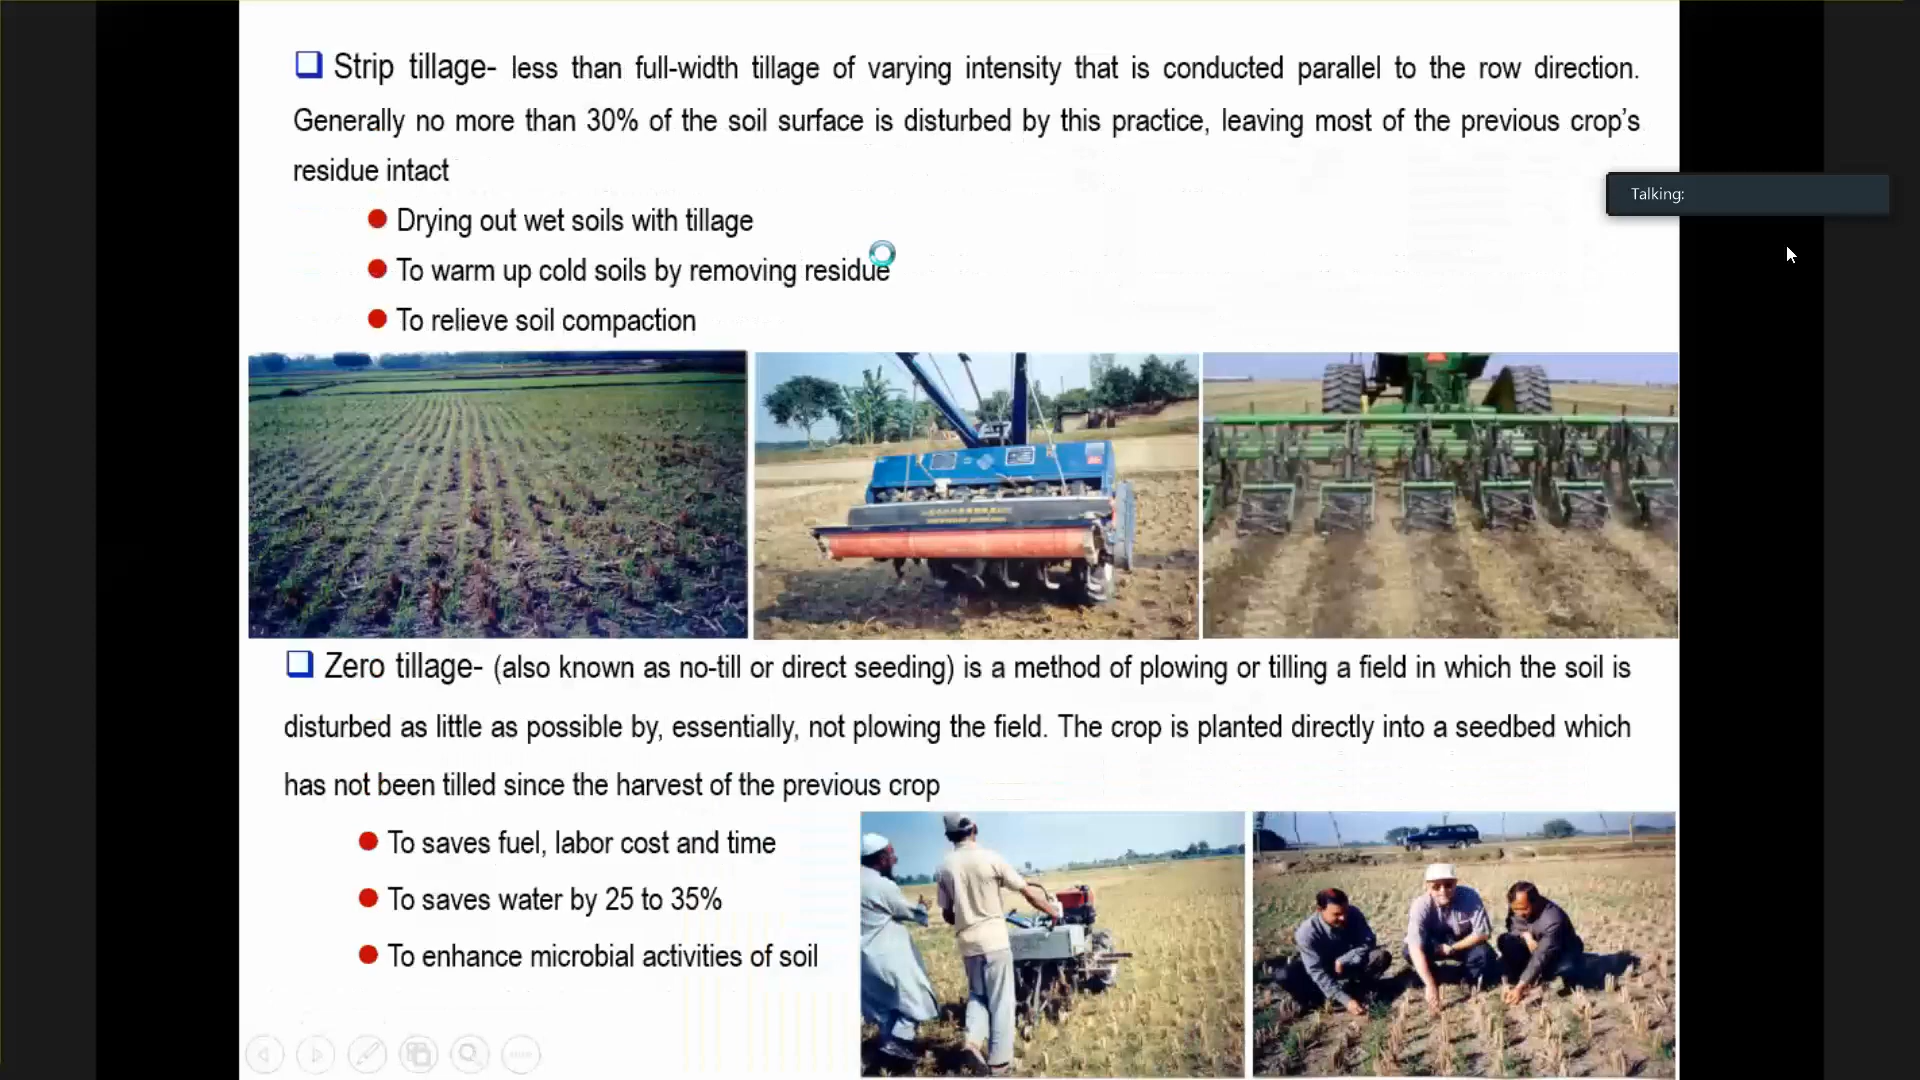 Strip tillage- less than full-width tillage of varying intensity that is conducted parallel to the row direction.
Generally no more than 30% of the soil surface is disturbed by this practice, leaving most of the previous crop’s
residue intact
Talking:
Drying out wet soils with tillage
To warm up cold soils by removing residue
To relieve soil compaction
Zero tillage- (also known as no-till or direct seeding) is a method of plowing or tilling a field in which the soil is
disturbed as little as possible by, essentially, not plowing the field. The crop is planted directly into a seedbed which
has not been tilled since the harvest of the previous crop
To saves fuel, labor cost and time
To saves water by 25 to 35%
To enhance microbial activities of soil